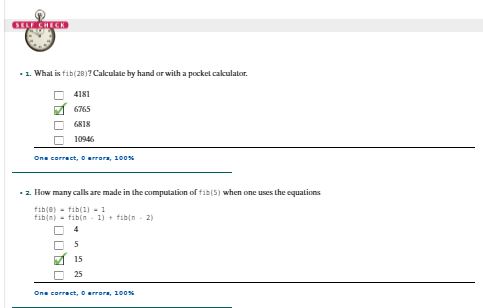 SELF CHECK
• 1. What is fib(20)? Calculate by hand or with a pocket calculator.
4181
6765
6818
10946
One correct, 0 errors, 100%
• 2. How many calls are made in the computation of fib(5) when one uses the equations
fib(0) = fib(1) = 1
fib(n) = fib(n - 1) + fib(n - 2)
4
5
15
25
One correct, 0 errors, 100%